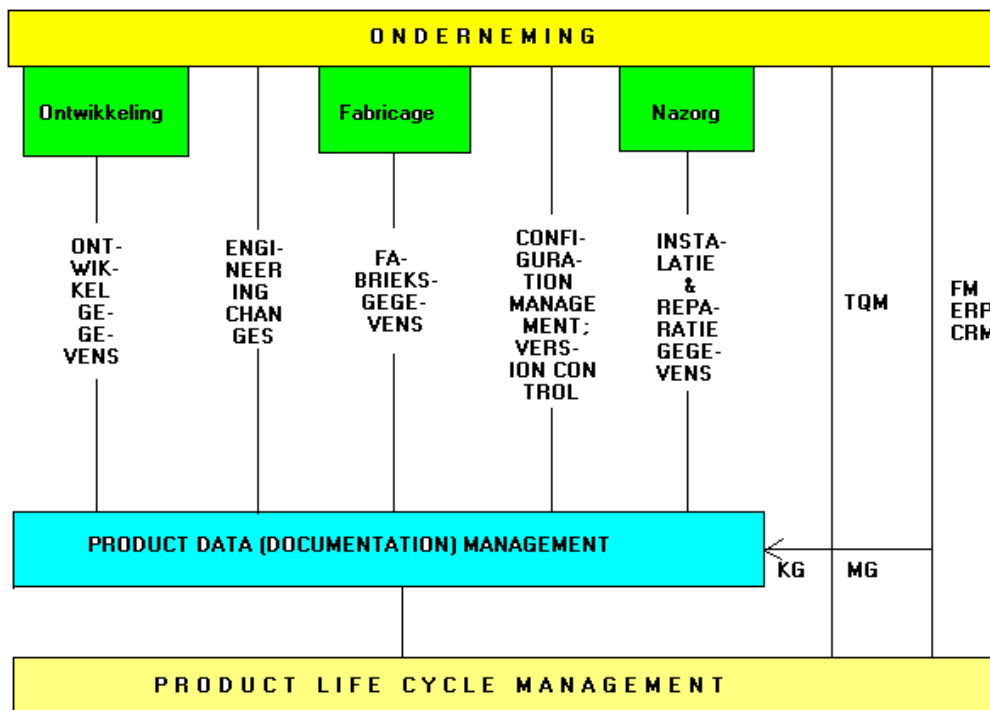 ONDERNEMING
Ontwikkeling
Fabricage
Nazorg
ONT-
WIK-
KEL
GE-
GE-
VENS
ENGI-
NEER
ING
CHAN
GES
FA-
BRIEKS-
GEGE-
VENS
CONFI-
GURA-
TION
MANAGE
MENT;
VERS-
ION CON
TROL
INSTA-
LATIE
&
REPA-
RATIE
GEGE-
VENS
TQM
FM
ERP
CRM
PRODUCT DATA (DOCUMENTATION) MANAGEMENT
KG
MG
PRODUCT LIFE CYCLE MANAGEMENT